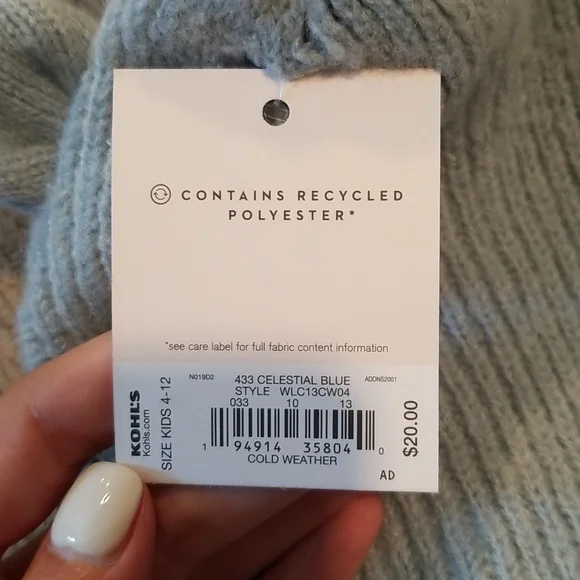 CONTAINS RECYCLED
POLYESTER*
*see care label for full fabric content information
KOHL'S
Kohls.com
SIZE KIDS 4-12
N019D2 433 CELESTIAL BLUE ADDNS2001
STYLE WLC13CW04
033 10 13
1 94914 35804 0
COLD WEATHER
AD
$20.00